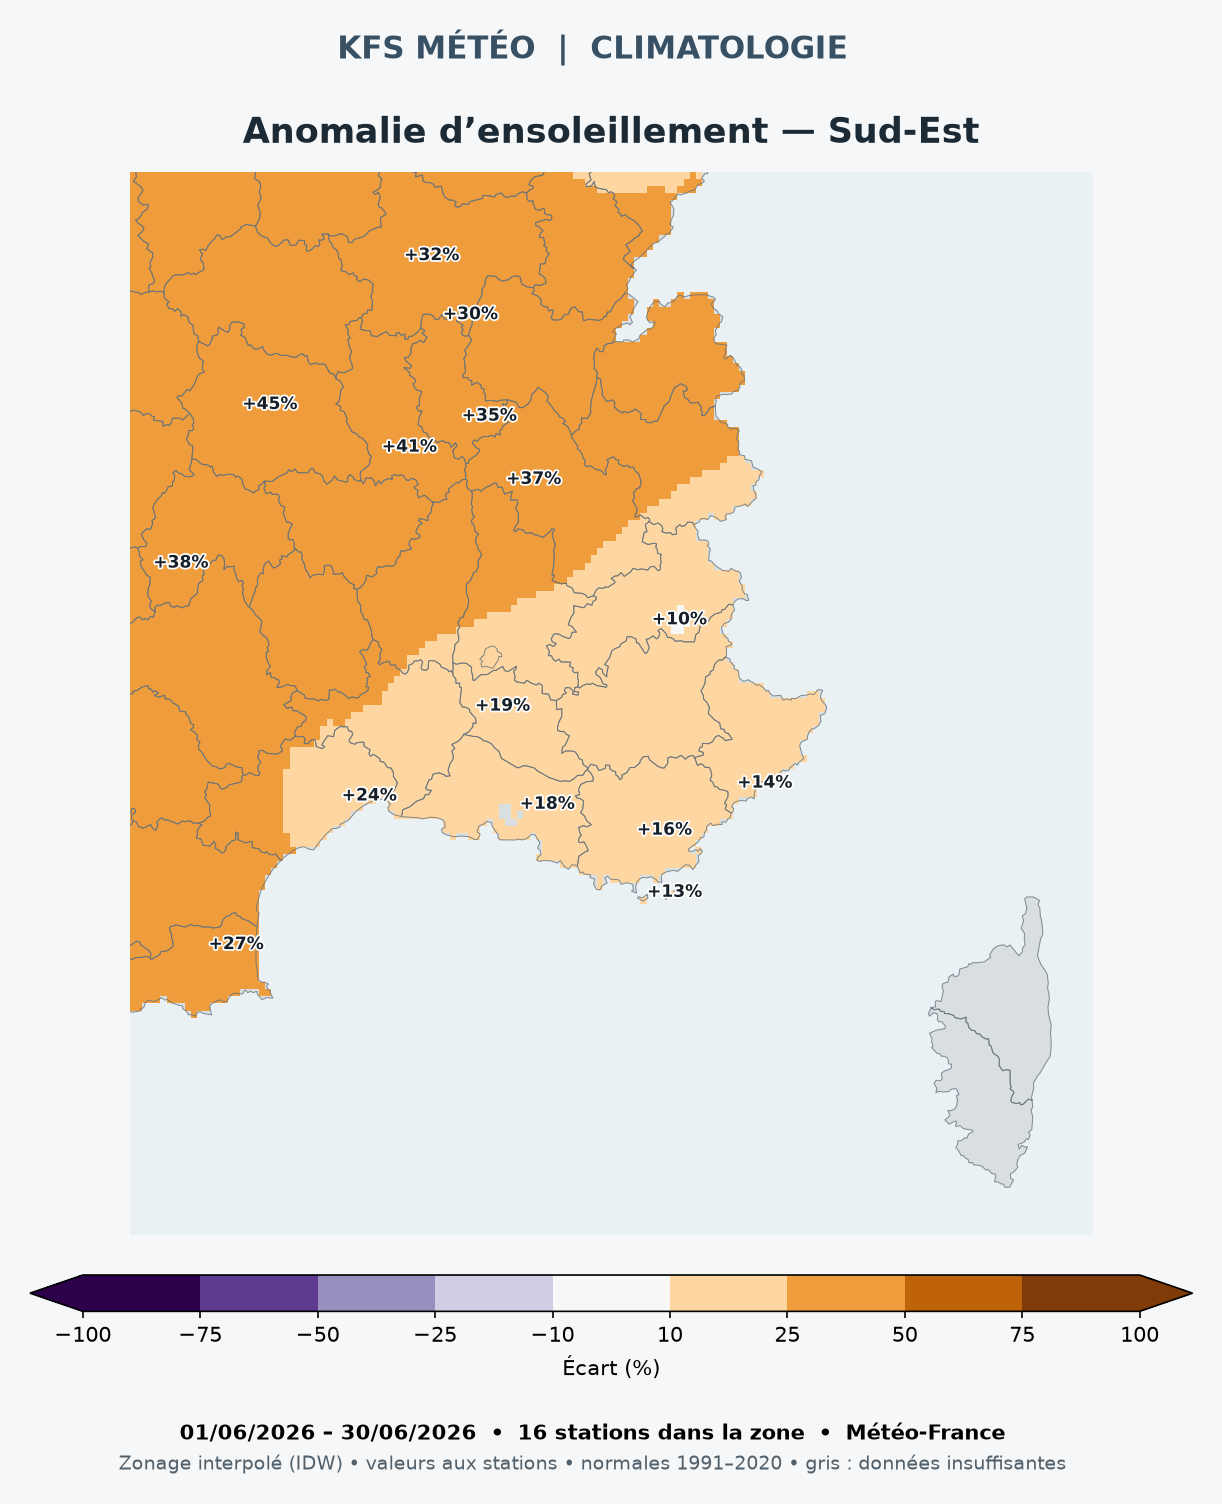 KFS MÉTÉO | CLIMATOLOGIE
Anomalie d’ensoleillement — Sud-Est
+32%
+30%
+45%
+35%
+41%
+37%
+38%
+10%
+19%
+14%
+24%
+18%
+16%
+13%
+27%
−100 −75 −50 −25 −10 10 25 50 75 100
Écart (%)
01/06/2026 – 30/06/2026 • 16 stations dans la zone • Météo-France
Zonage interpolé (IDW) • valeurs aux stations • normales 1991–2020 • gris : données insuffisantes